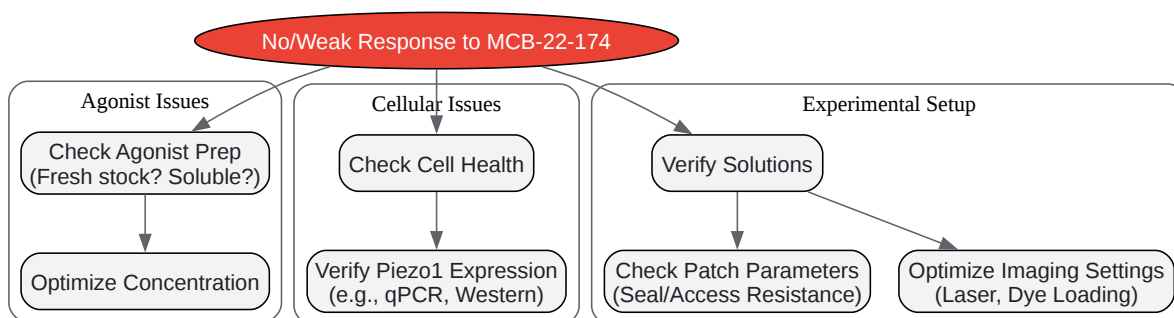 No/Weak Response to MCB-22-174
Agonist Issues
Cellular Issues
Experimental Setup
Check Agonist Prep
(Fresh stock? Soluble?)
Check Cell Health
Verify Solutions
Optimize Concentration
Verify Piezo1 Expression
(e.g., qPCR, Western)
Check Patch Parameters
(Seal/Access Resistance)
Optimize Imaging Settings
(Laser, Dye Loading)